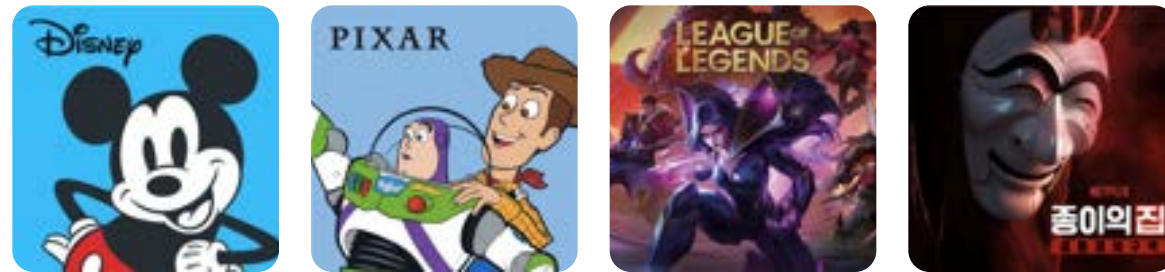 DISNEY
PIXAR
LEAGUE OF
LEGENDS
NETFLIX
종이의 집